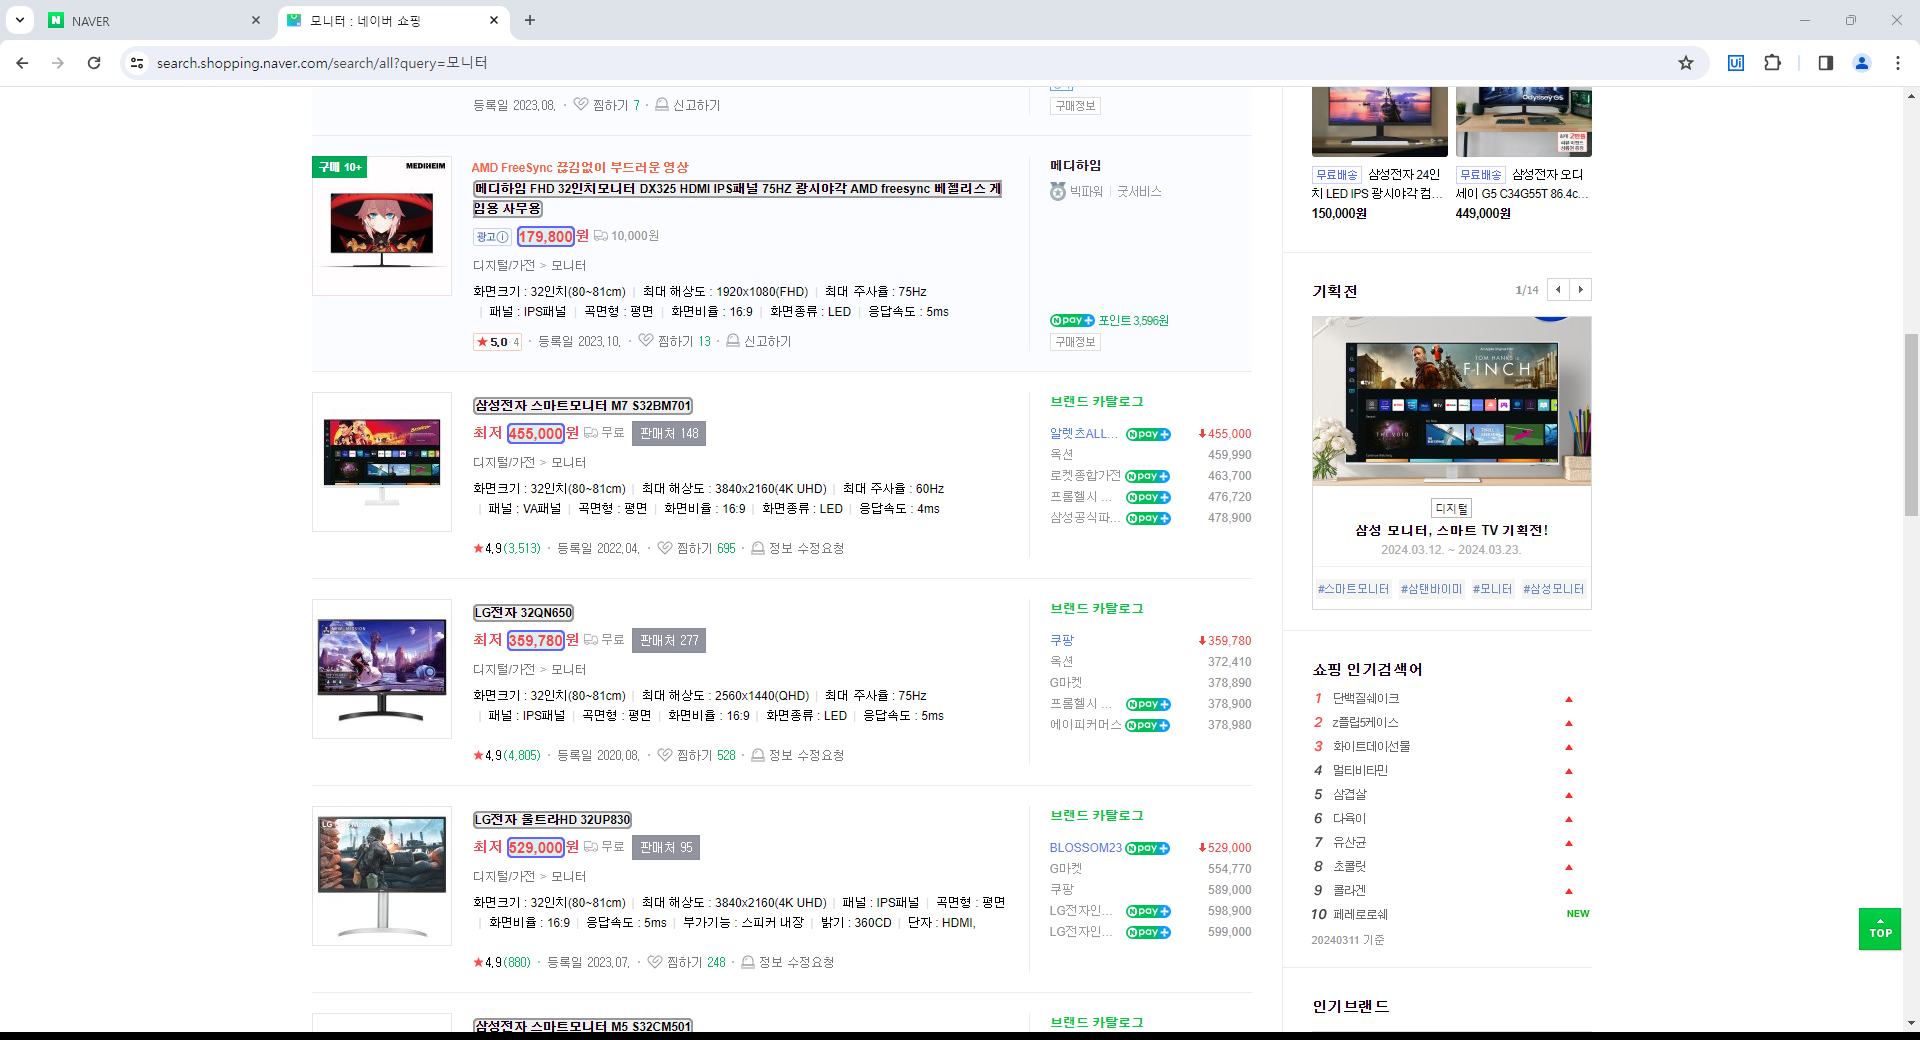 NAVER
모니터 : 네이버 쇼핑
search.shopping.naver.com/search/all?query=모니터
등록일 2023.08. · 찜하기 7 · 신고하기
구매정보
구매 10+
MEDIHEIM
AMD FreeSync 끊김없이 부드러운 영상
메디하임 FHD 32인치모니터 DX325 HDMI IPS패널 75HZ 광시야각 AMD freesync 베젤리스 게
임용 사무용
광고 179,800원 10,000원
디지털/가전 > 모니터
화면크기 : 32인치(80~81cm) | 최대 해상도 : 1920x1080(FHD) | 최대 주사율 : 75Hz
| 패널 : IPS패널 | 곡면형 : 평면 | 화면비율 : 16:9 | 화면종류 : LED | 응답속도 : 5ms
★ 5.0 · 4 · 등록일 2023.10. · 찜하기 13 · 신고하기
메디하임
빅파워 | 굿서비스
N pay+ 포인트 3,596원
구매정보
삼성전자 스마트모니터 M7 S32BM701
최저 455,000원 무료 판매처 148
디지털/가전 > 모니터
화면크기 : 32인치(80~81cm) | 최대 해상도 : 3840x2160(4K UHD) | 최대 주사율 : 60Hz
| 패널 : VA패널 | 곡면형 : 평면 | 화면비율 : 16:9 | 화면종류 : LED | 응답속도 : 4ms
★4.9(3,513) · 등록일 2022.04. · 찜하기 695 · 정보 수정요청
브랜드 카탈로그
알렛츠ALL... N pay+ 455,000
옥션 459,990
로켓종합가전 N pay+ 463,700
프롬헬시 ... N pay+ 476,720
삼성공식파... N pay+ 478,900
LG전자 32QN650
최저 359,780원 무료 판매처 277
디지털/가전 > 모니터
화면크기 : 32인치(80~81cm) | 최대 해상도 : 2560x1440(QHD) | 최대 주사율 : 75Hz
| 패널 : IPS패널 | 곡면형 : 평면 | 화면비율 : 16:9 | 화면종류 : LED | 응답속도 : 5ms
★4.9(4,805) · 등록일 2020.08. · 찜하기 528 · 정보 수정요청
브랜드 카탈로그
쿠팡 359,780
옥션 372,410
G마켓 378,890
프롬헬시 ... N pay+ 378,900
에이피커머스 N pay+ 378,980
LG전자 울트라HD 32UP830
최저 529,000원 무료 판매처 95
디지털/가전 > 모니터
화면크기 : 32인치(80~81cm) | 최대 해상도 : 3840x2160(4K UHD) | 패널 : IPS패널 | 곡면형 : 평면
| 화면비율 : 16:9 | 응답속도 : 5ms | 부가기능 : 스피커 내장 | 밝기 : 360CD | 단자 : HDMI,
★4.9(880) · 등록일 2023.07. · 찜하기 248 · 정보 수정요청
브랜드 카탈로그
BLOSSOM23 N pay+ 529,000
G마켓 554,770
쿠팡 589,000
LG전자인... N pay+ 598,900
LG전자인... N pay+ 599,000
삼성전자 스마트모니터 M5 S32CM501
브랜드 카탈로그
Odyssey G5
무료배송 삼성전자 24인
치 LED IPS 광시야각 컴...
150,000원
무료배송 삼성전자 오디
세이 G5 C34G55T 86.4c...
449,000원
기획전
1/14
TOM HANKS
FINCH
THE VOID
디지털
삼성 모니터, 스마트 TV 기획전!
2024.03.12. ~ 2024.03.23.
#스마트모니터 #삼탠바이미 #모니터 #삼성모니터
쇼핑 인기검색어
1 단백질쉐이크
2 z플립5케이스
3 화이트데이선물
4 멀티비타민
5 삼겹살
6 다육이
7 유산균
8 초콜릿
9 콜라겐
10 페레로로쉐 NEW
20240311 기준
인기브랜드
TOP